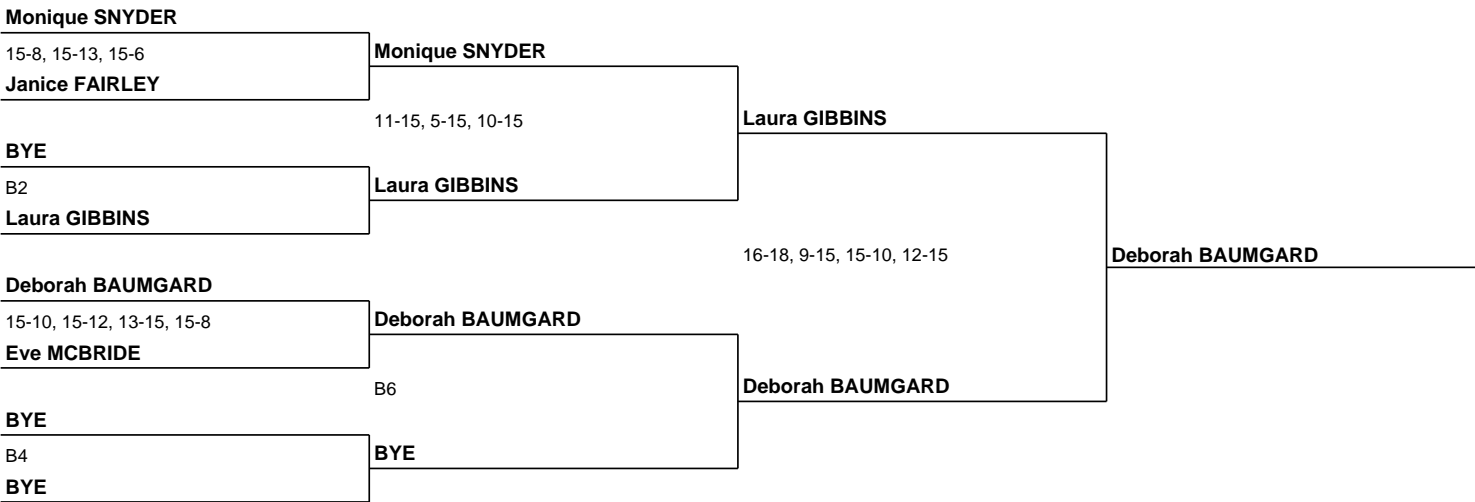 Monique SNYDER
15-8, 15-13, 15-6
Janice FAIRLEY
BYE
B2
Laura GIBBINS
Deborah BAUMGARD
15-10, 15-12, 13-15, 15-8
Eve MCBRIDE
BYE
B4
BYE
Monique SNYDER
11-15, 5-15, 10-15
Laura GIBBINS
Deborah BAUMGARD
B6
BYE
Laura GIBBINS
16-18, 9-15, 15-10, 12-15
Deborah BAUMGARD
Deborah BAUMGARD